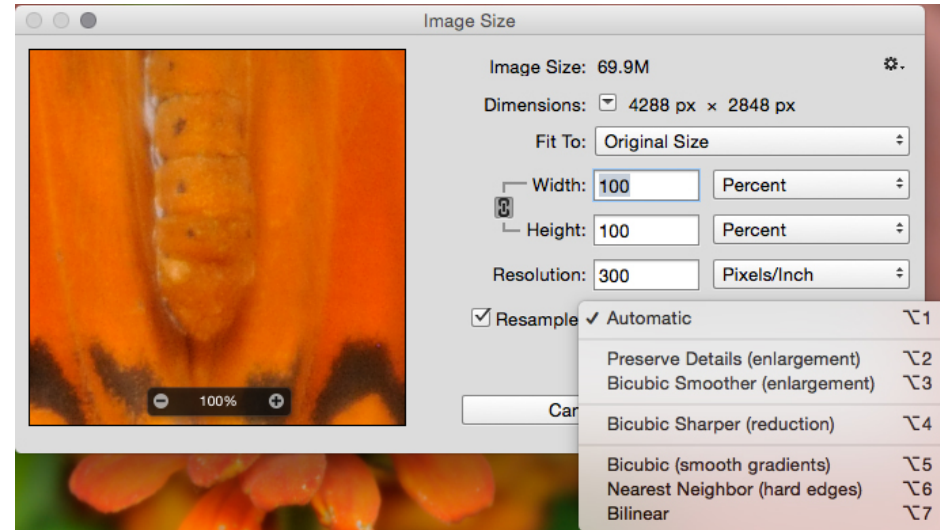 Image Size
Image Size: 69.9M
Dimensions: 4288 px × 2848 px
Fit To: Original Size
Width: 100 Percent
Height: 100 Percent
Resolution: 300 Pixels/Inch
Resample ✓ Automatic ⌥1
Preserve Details (enlargement) ⌥2
100% Bicubic Smoother (enlargement) ⌥3
Can
Bicubic Sharper (reduction) ⌥4
Bicubic (smooth gradients) ⌥5
Nearest Neighbor (hard edges) ⌥6
Bilinear ⌥7